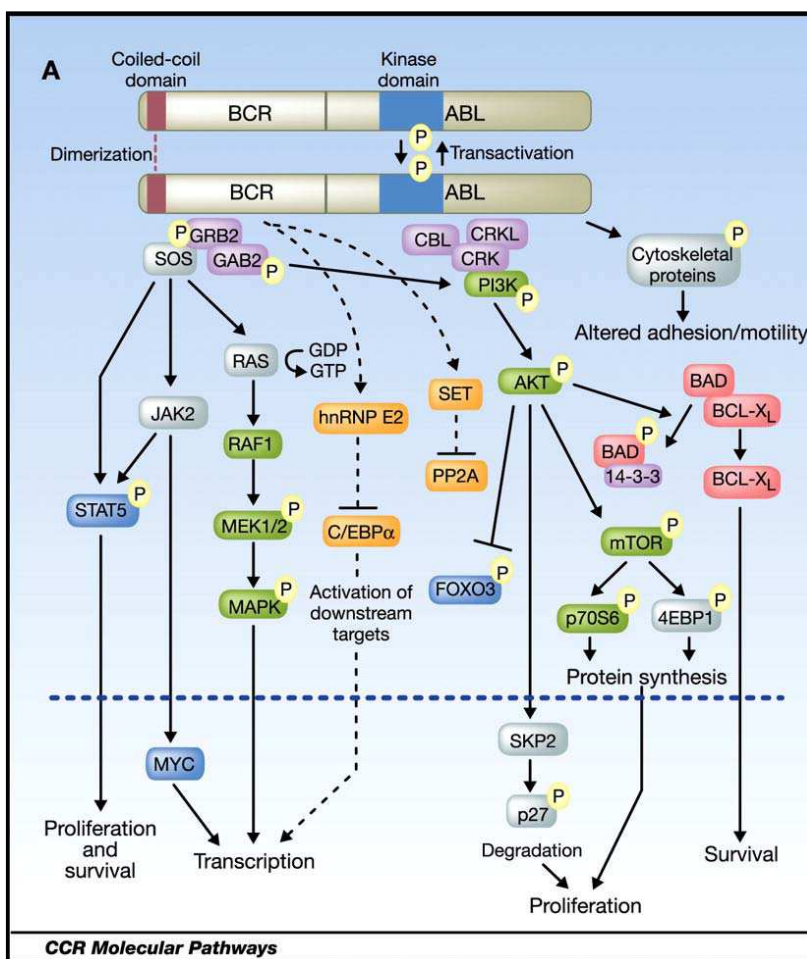 A
Coiled-coil
domain
Kinase
domain
BCR
ABL
P
Dimerization
P
Transactivation
BCR
ABL
P
GRB2
SOS
GAB2
P
CBL
CRKL
CRK
PI3K
P
P
Cytoskeletal
proteins
Altered adhesion/motility
RAS
GDP
GTP
JAK2
hnRNP E2
SET
AKT
P
BAD
BCL-XL
RAF1
PP2A
P
BAD
14-3-3
BCL-XL
STAT5
P
MEK1/2
P
C/EBPα
mTOR
P
MAPK
P
Activation of
downstream
targets
FOXO3
P
p70S6
P
4EBP1
P
Protein synthesis
MYC
SKP2
p27
P
Proliferation
and
survival
Transcription
Degradation
Survival
Proliferation
CCR Molecular Pathways